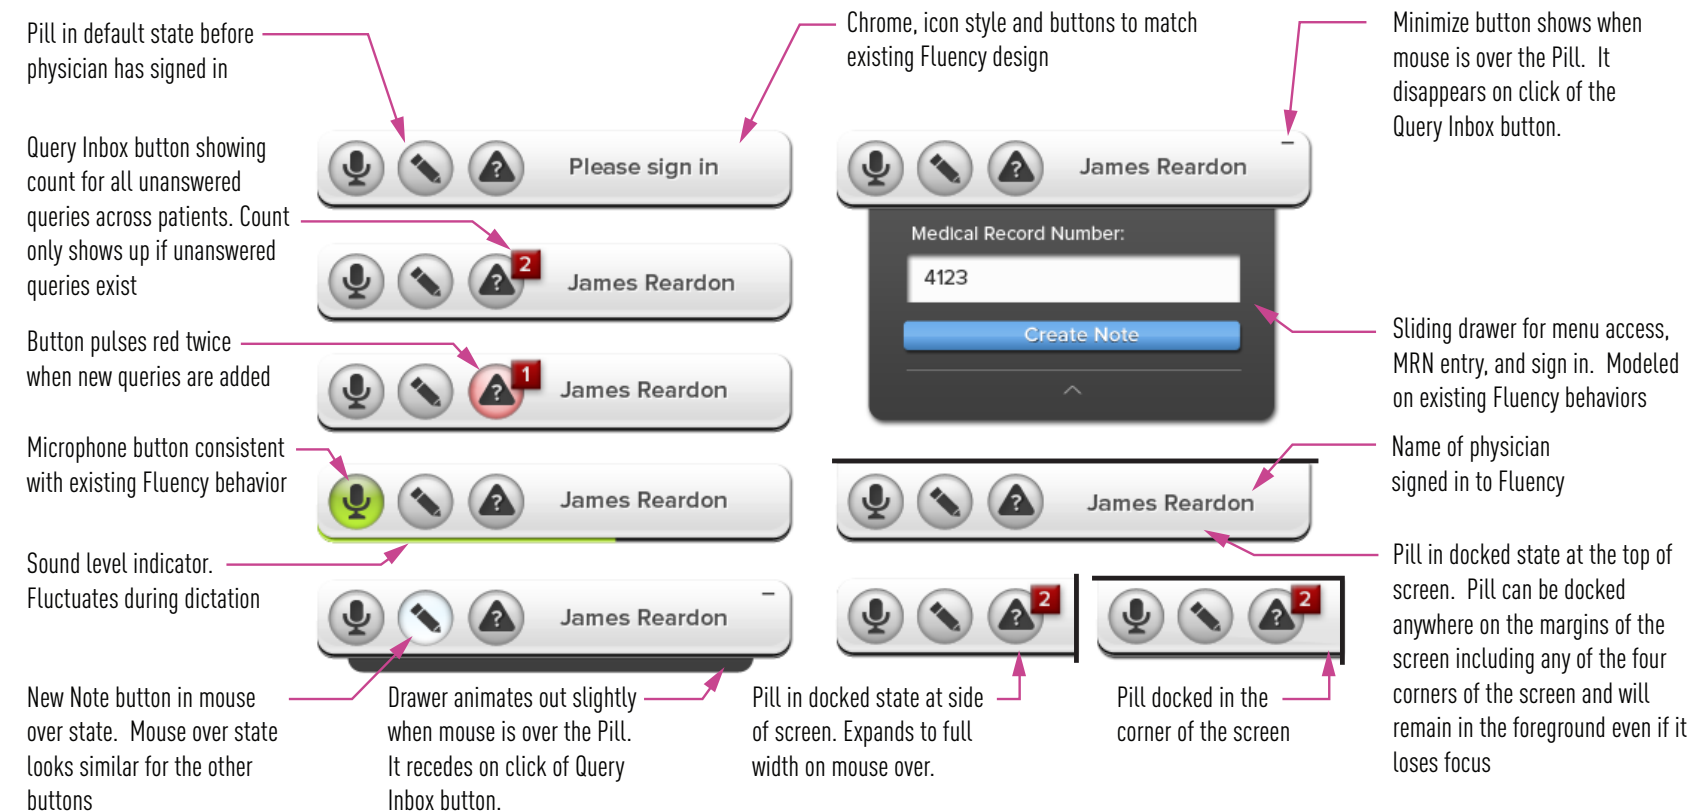 Pill in default state before
physician has signed in
Chrome, icon style and buttons to match
existing Fluency design
Minimize button shows when
mouse is over the Pill. It
disappears on click of the
Query Inbox button.
Query Inbox button showing
count for all unanswered
queries across patients. Count
only shows up if unanswered
queries exist
? Please sign in
? James Reardon
–
Medical Record Number:
4123
Create Note
? 2
James Reardon
Button pulses red twice
when new queries are added
? 1
James Reardon
Sliding drawer for menu access,
MRN entry, and sign in. Modeled
on existing Fluency behaviors
Microphone button consistent
with existing Fluency behavior
? James Reardon
Name of physician
signed in to Fluency
? James Reardon
Sound level indicator.
Fluctuates during dictation
? James Reardon
–
? 2
? 2
Pill in docked state at the top of
screen. Pill can be docked
anywhere on the margins of the
screen including any of the four
corners of the screen and will
remain in the foreground even if it
loses focus
New Note button in mouse
over state. Mouse over state
looks similar for the other
buttons
Drawer animates out slightly
when mouse is over the Pill.
It recedes on click of Query
Inbox button.
Pill in docked state at side
of screen. Expands to full
width on mouse over.
Pill docked in the
corner of the screen